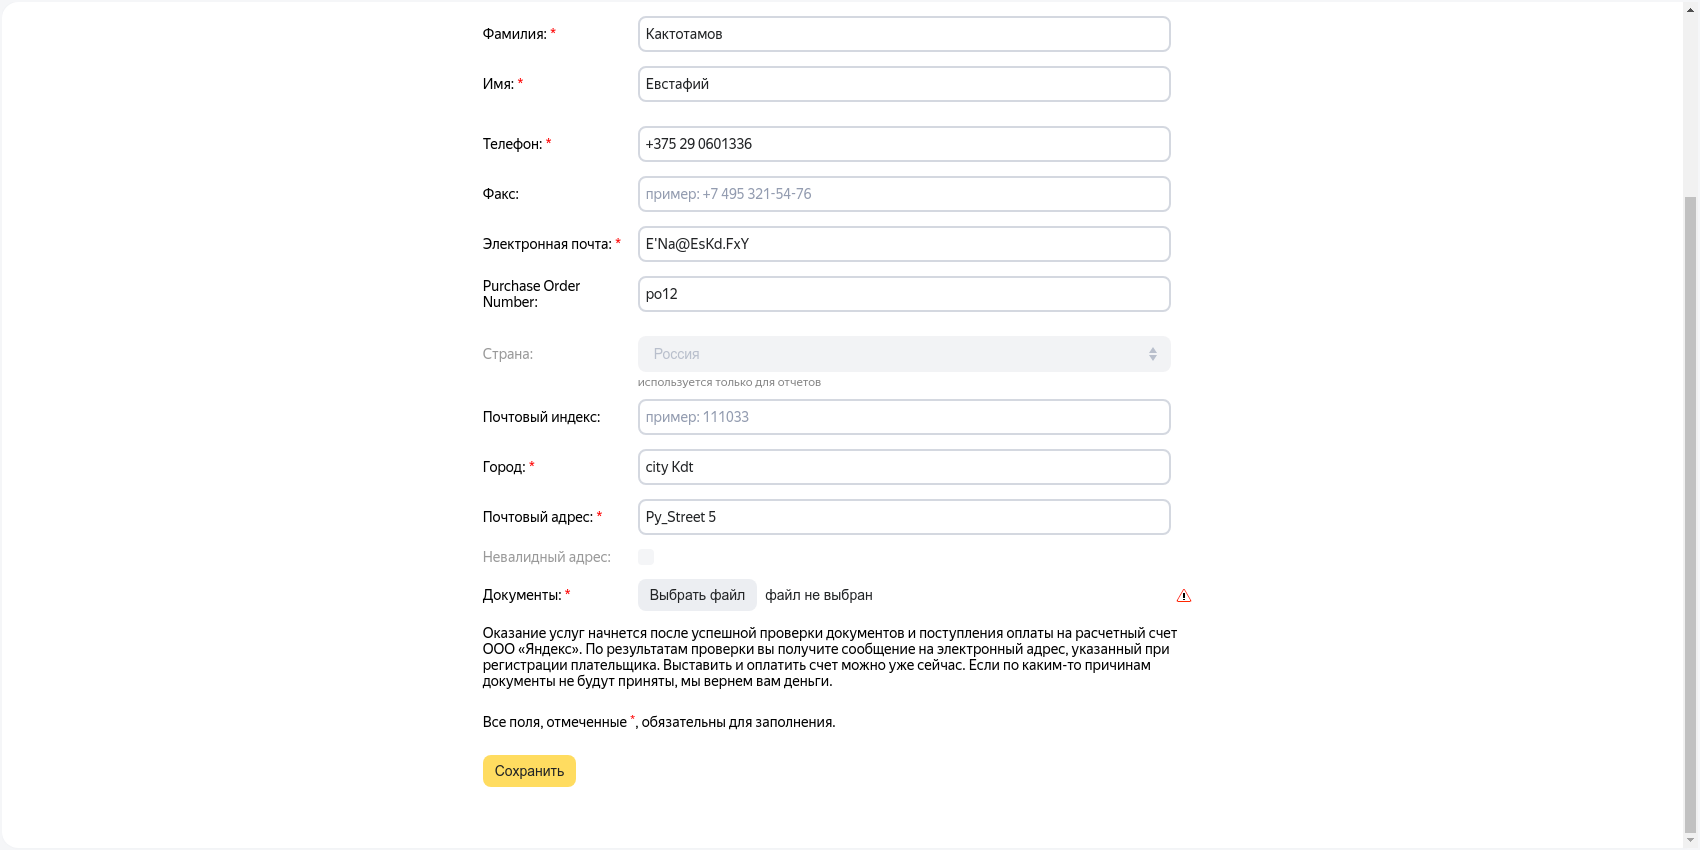 Фамилия: * Кактотамов
Имя: * Евстафий
Телефон: * +375 29 0601336
Факс: пример: +7 495 321-54-76
Электронная почта: * E'Na@EsKd.FxY
Purchase Order
Number: po12
Страна: Россия
используется только для отчетов
Почтовый индекс: пример: 111033
Город: * city Kdt
Почтовый адрес: * Py_Street 5
Невалидный адрес:
Документы: * Выбрать файл файл не выбран
Оказание услуг начнется после успешной проверки документов и поступления оплаты на расчетный счет
ООО «Яндекс». По результатам проверки вы получите сообщение на электронный адрес, указанный при
регистрации плательщика. Выставить и оплатить счет можно уже сейчас. Если по каким-то причинам
документы не будут приняты, мы вернем вам деньги.
Все поля, отмеченные *, обязательны для заполнения.
Сохранить